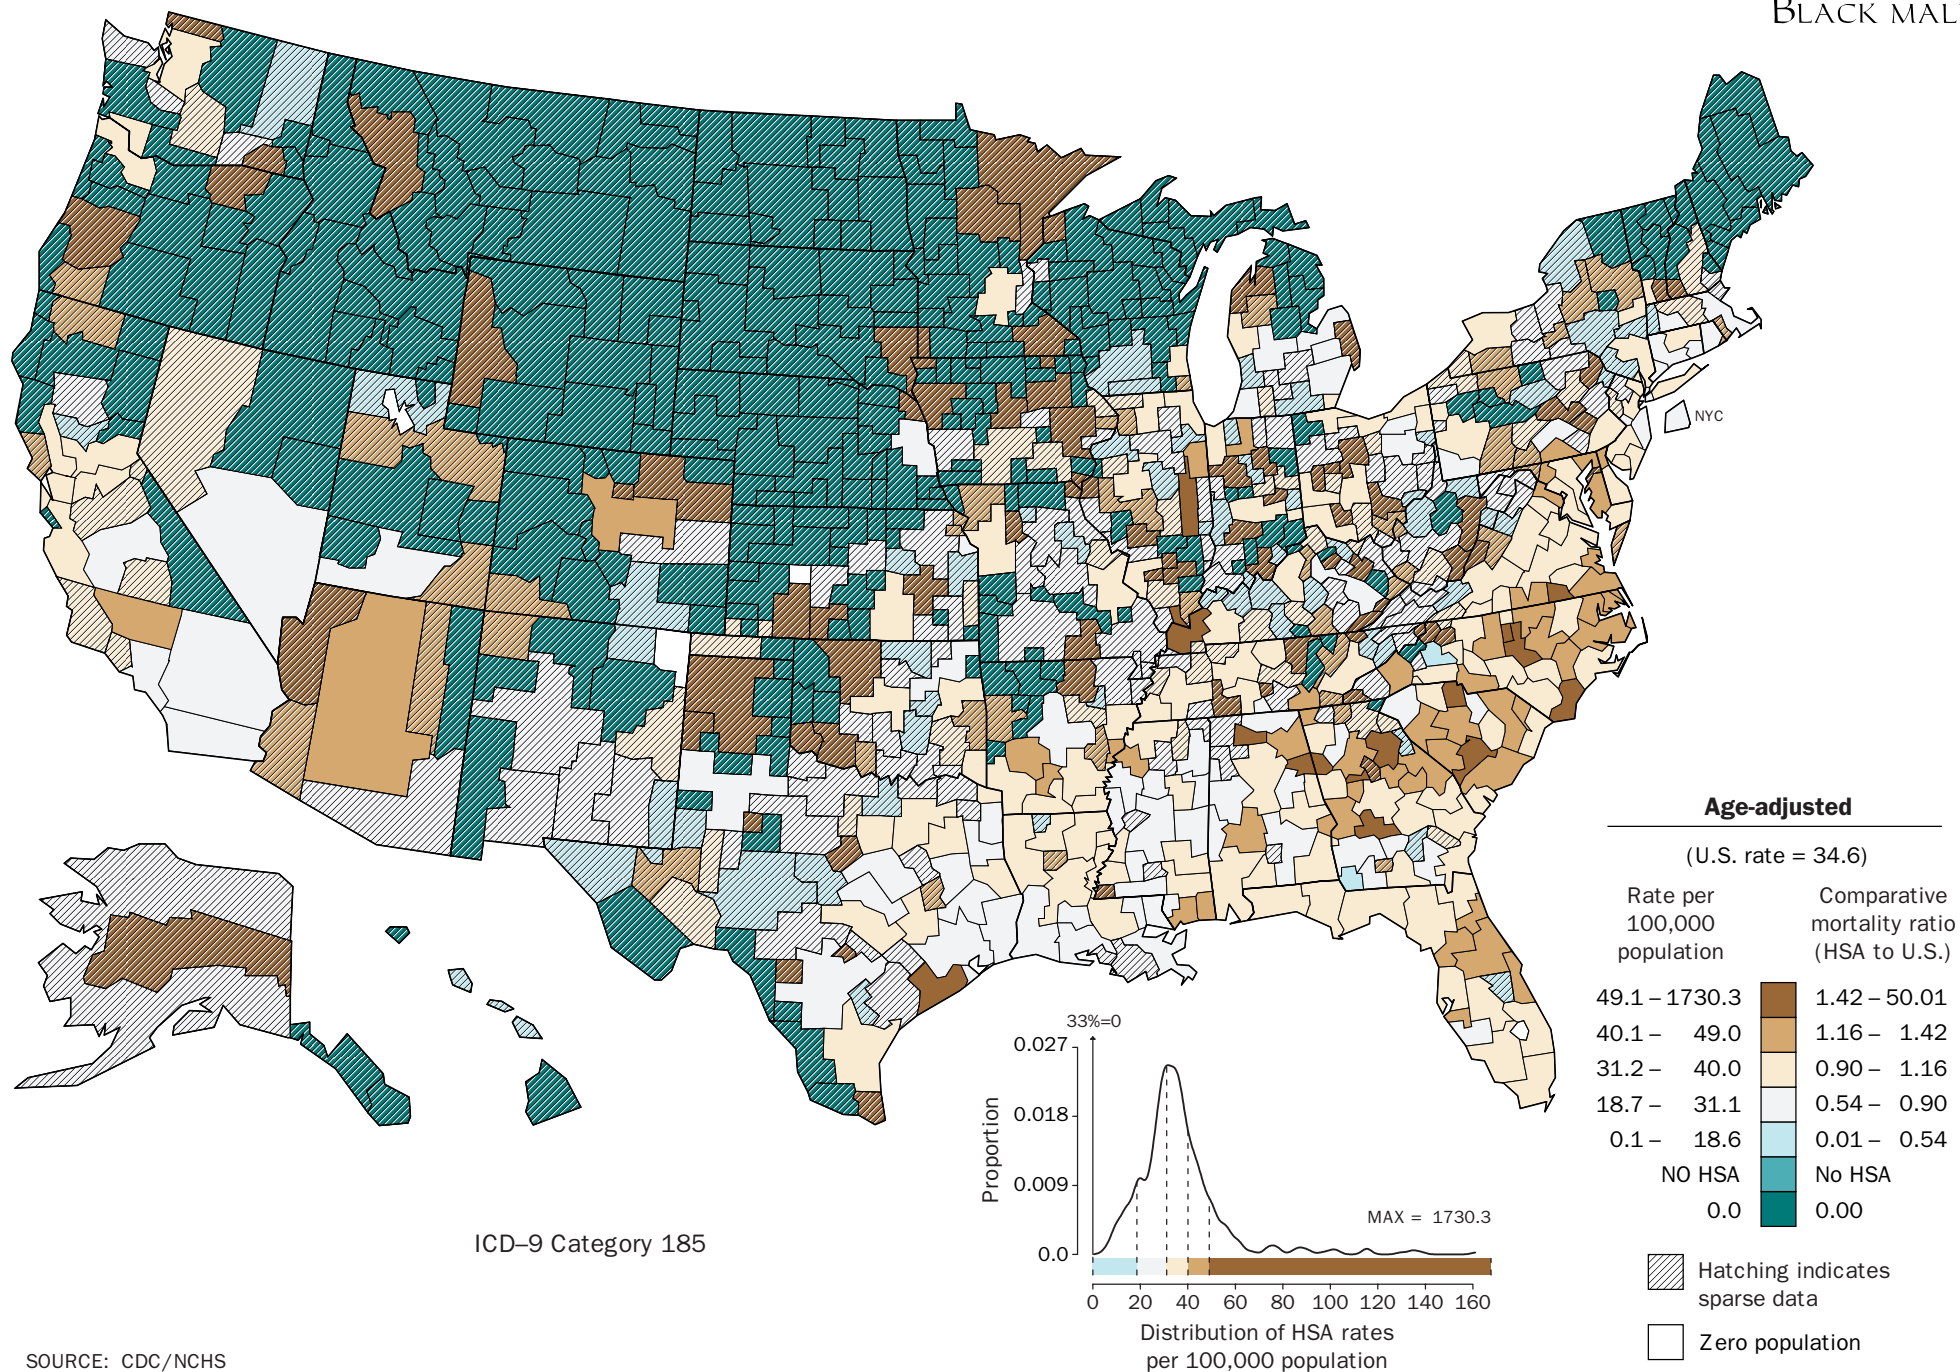 BLACK MAL
NYC
Age-adjusted
(U.S. rate = 34.6)
Rate per 100,000 population
Comparative mortality ratio (HSA to U.S.)
49.1 – 1730.3 1.42 – 50.01
40.1 – 49.0 1.16 – 1.42
31.2 – 40.0 0.90 – 1.16
18.7 – 31.1 0.54 – 0.90
0.1 – 18.6 0.01 – 0.54
NO HSA No HSA
0.0 0.00
Hatching indicates
sparse data
Zero population
33%=0
0.027
0.018
0.009
0.0
Proportion
MAX = 1730.3
0 20 40 60 80 100 120 140 160
Distribution of HSA rates
per 100,000 population
ICD–9 Category 185
SOURCE: CDC/NCHS